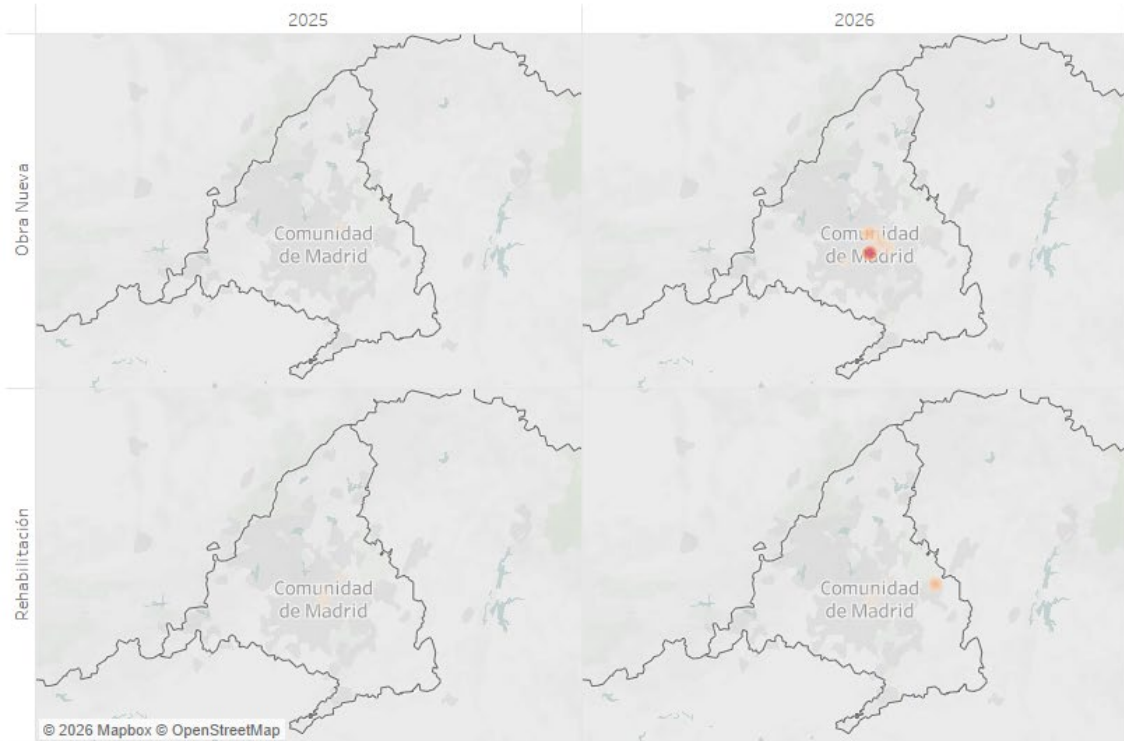 2025
2026
Obra Nueva
Comunidad
de Madrid
Comunidad
de Madrid
Rehabilitación
Comunidad
de Madrid
Comunidad
de Madrid
© 2026 Mapbox © OpenStreetMap